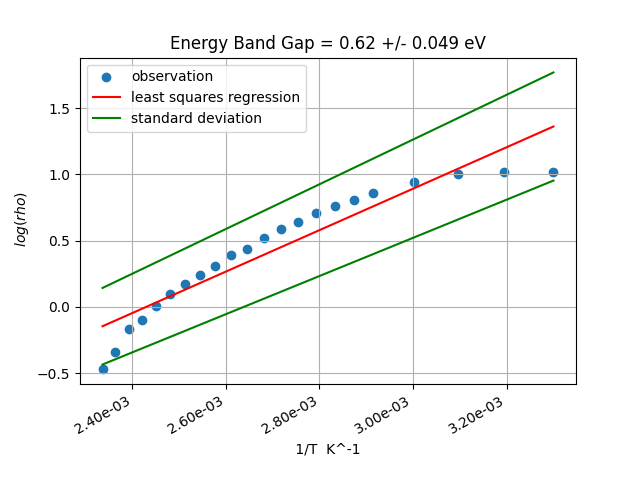 Energy Band Gap = 0.62 +/- 0.049 eV
observation
least squares regression
standard deviation
1.5
1.0
0.5
0.0
−0.5
log(rho)
2.40e-03
2.60e-03
2.80e-03
3.00e-03
3.20e-03
1/T  K^-1